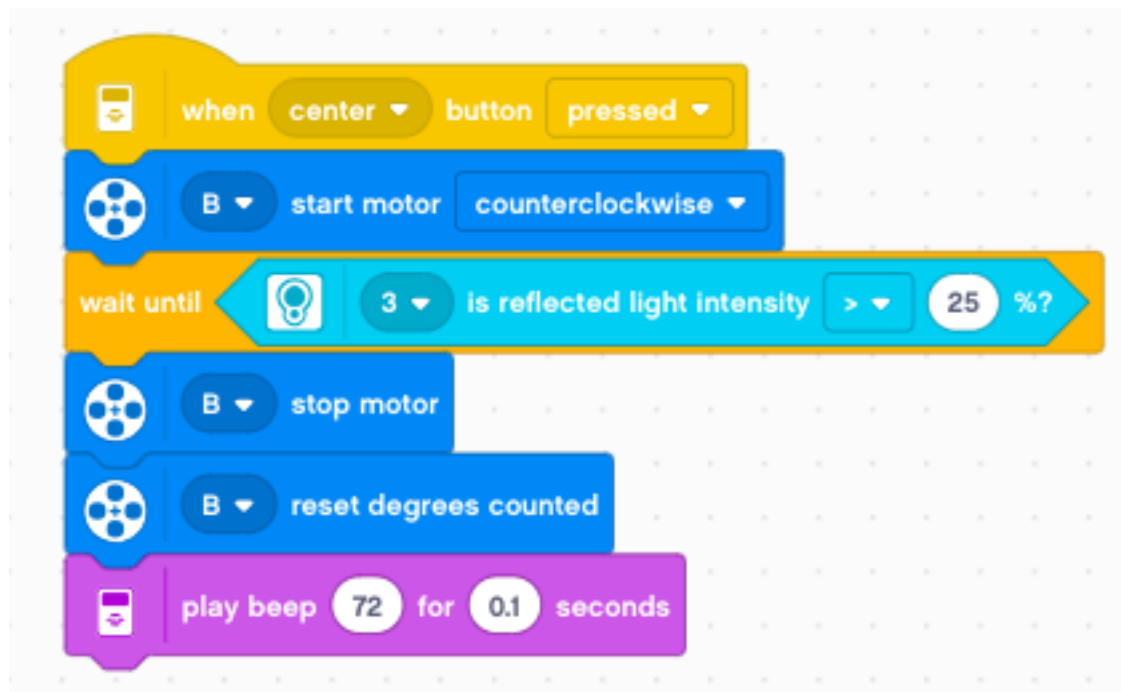 when center button pressed
B start motor counterclockwise
wait until 3 is reflected light intensity > 25 %?
B stop motor
B reset degrees counted
play beep 72 for 0.1 seconds